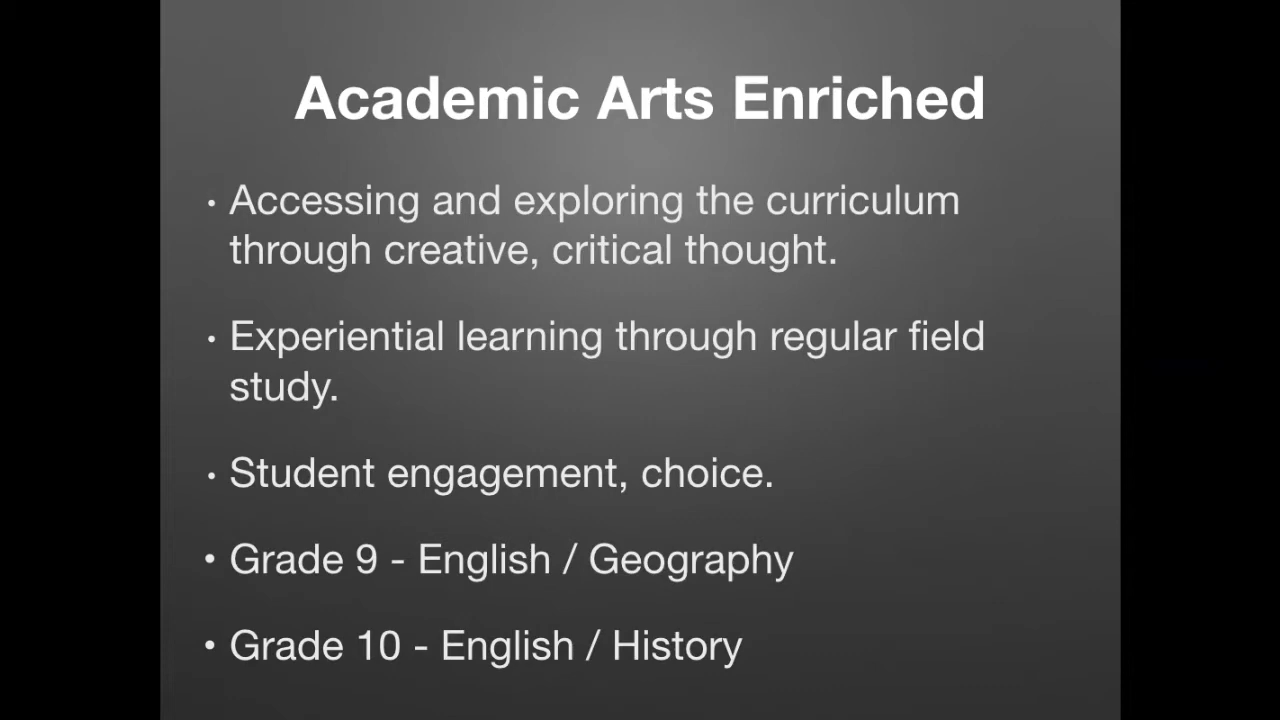 Academic Arts Enriched
• Accessing and exploring the curriculum
through creative, critical thought.
• Experiential learning through regular field
study.
• Student engagement, choice.
• Grade 9 - English / Geography
• Grade 10 - English / History